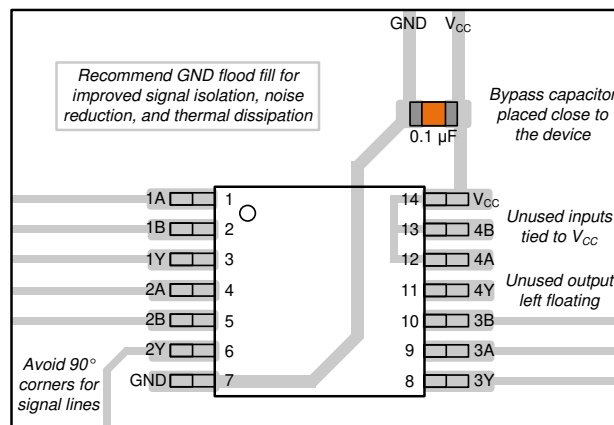 GND VCC
Recommend GND flood fill for
improved signal isolation, noise
reduction, and thermal dissipation
0.1 µF
Bypass capacitor
placed close to
the device
1A 1 14 VCC
1B 2 13 4B
1Y 3 12 4A
2A 4 11 4Y
2B 5 10 3B
2Y 6 9 3A
GND 7 8 3Y
Unused inputs
tied to VCC
Unused output
left floating
Avoid 90°
corners for
signal lines